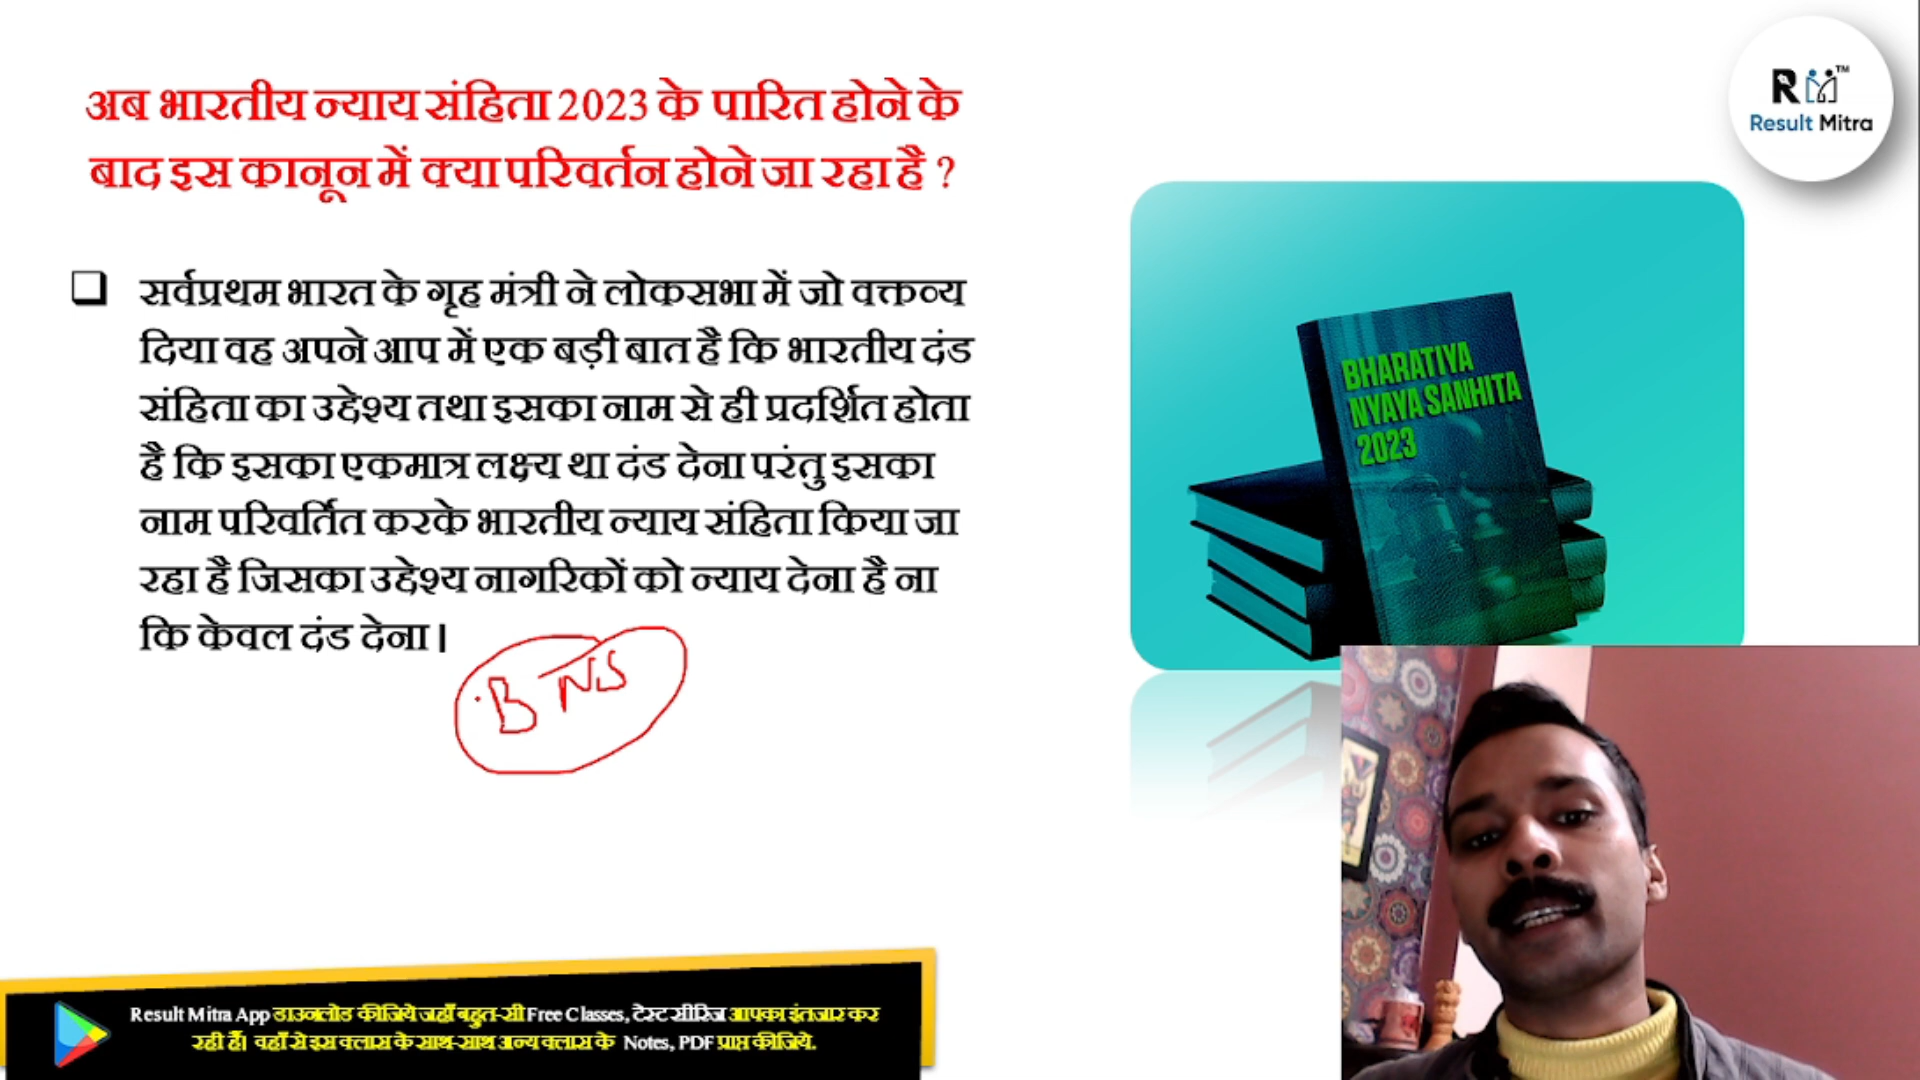 अब भारतीय न्याय संहिता 2023 के पारित होने के
बाद इस कानून में क्या परिवर्तन होने जा रहा है ?
सर्वप्रथम भारत के गृह मंत्री ने लोकसभा में जो वक्तव्य
दिया वह अपने आप में एक बड़ी बात है कि भारतीय दंड
संहिता का उद्देश्य तथा इसका नाम से ही प्रदर्शित होता
है कि इसका एकमात्र लक्ष्य था दंड देना परंतु इसका
नाम परिवर्तित करके भारतीय न्याय संहिता किया जा
रहा है जिसका उद्देश्य नागरिकों को न्याय देना है ना
कि केवल दंड देना।
BNS
RM™
Result Mitra
BHARATIYA
NYAYA SANHITA
2023
Result Mitra App डाउनलोड कीजिये जहाँ बहुत-सी Free Classes, टेस्ट सीरिज आपका इंतजार कर
रही हैं। वहाँ से इस क्लास के साथ-साथ अन्य क्लास के Notes, PDF प्राप्त कीजिये.